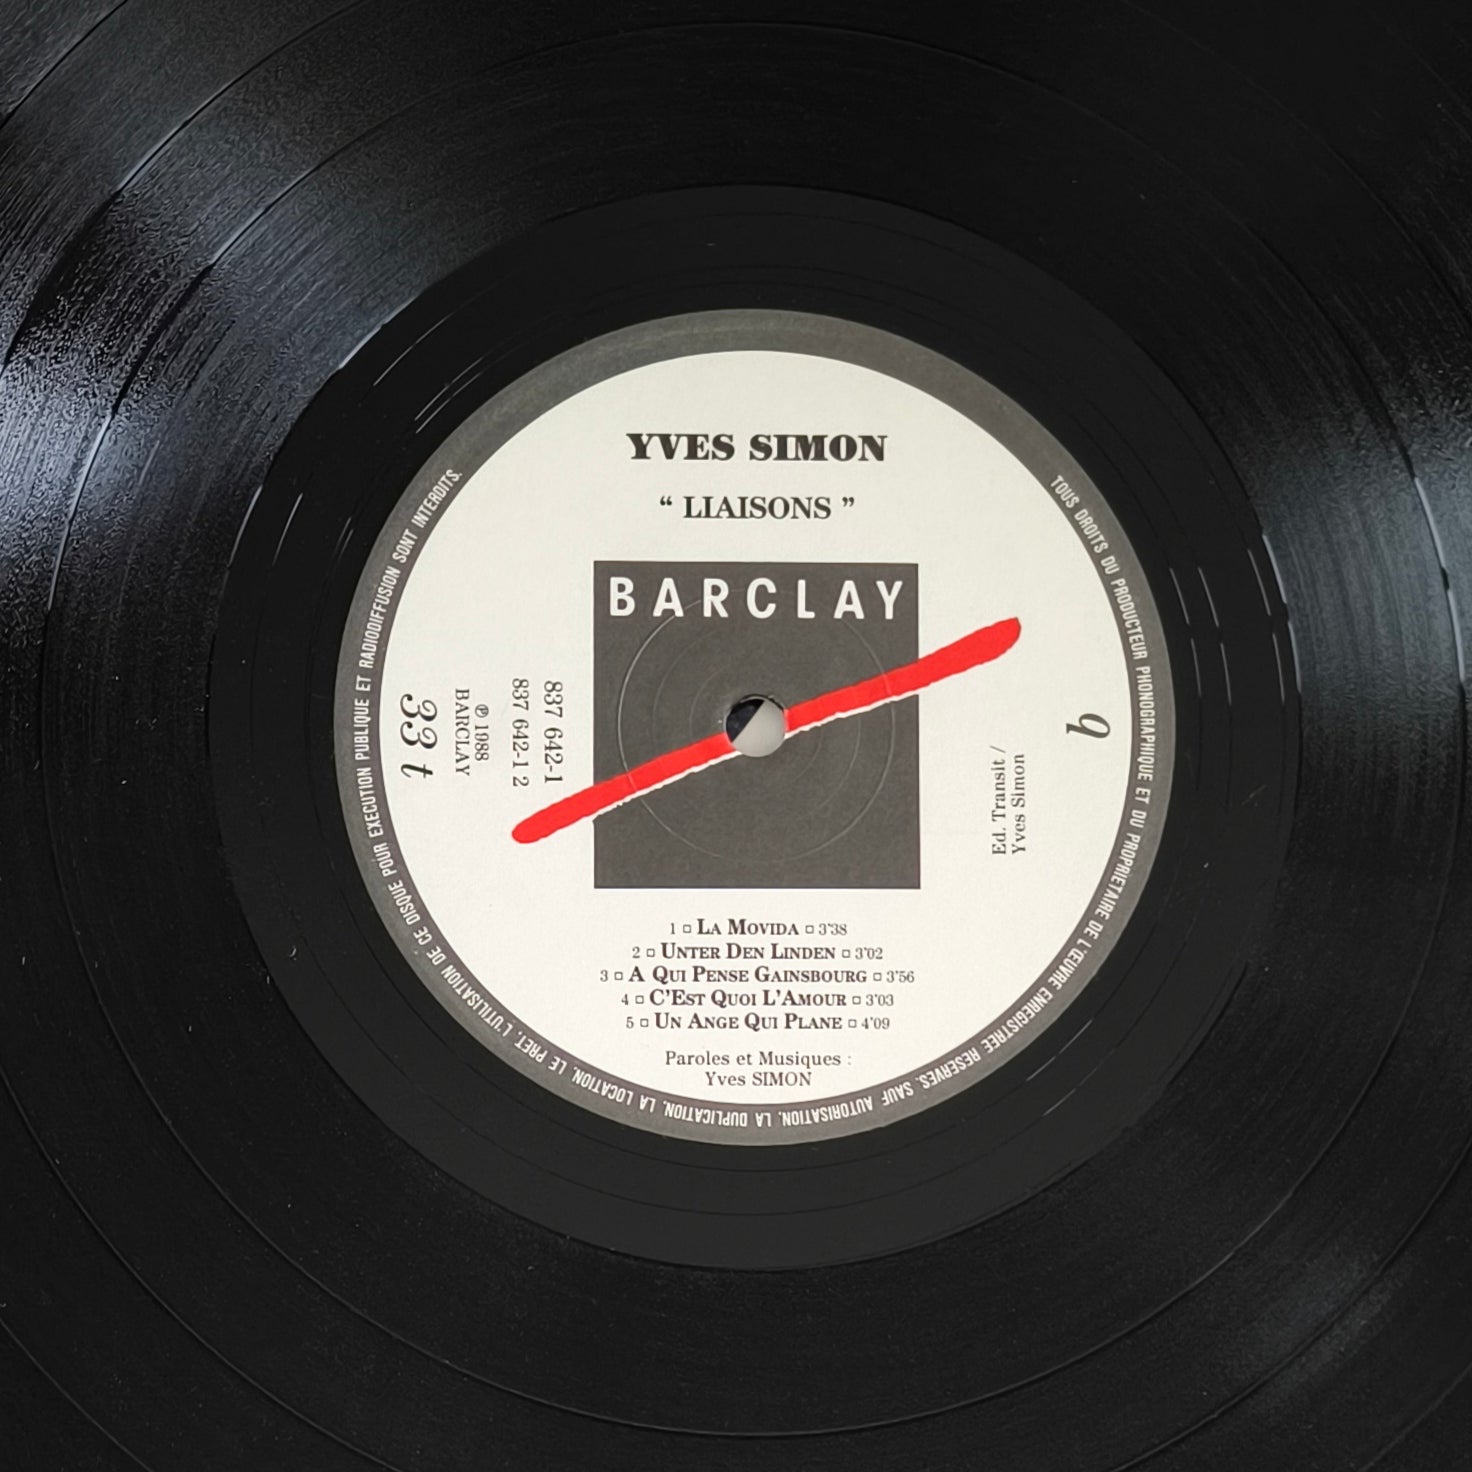 YVES SIMON
“ LIAISONS ”
BARCLAY
837 642-1
837 642-1 2
℗ 1988
BARCLAY
33 t
b
Ed. Transit /
Yves Simon
1 □ LA MOVIDA □ 3'38
2 □ UNTER DEN LINDEN □ 3'02
3 □ A QUI PENSE GAINSBOURG □ 3'56
4 □ C'EST QUOI L'AMOUR □ 3'03
5 □ UN ANGE QUI PLANE □ 4'09
Paroles et Musiques :
Yves SIMON
TOUS DROITS DU PRODUCTEUR PHONOGRAPHIQUE ET DU PROPRIETAIRE DE L'ŒUVRE ENREGISTREE RESERVES. SAUF AUTORISATION, LA DUPLICATION, LA LOCATION, LE PRET, L'UTILISATION DE CE DISQUE POUR EXECUTION PUBLIQUE ET RADIODIFFUSION SONT INTERDITS.